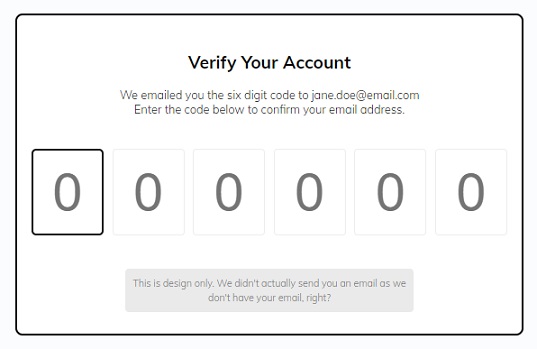 Verify Your Account
We emailed you the six digit code to jane.doe@email.com
Enter the code below to confirm your email address.
0 0 0 0 0 0
This is design only. We didn't actually send you an email as we
don't have your email, right?